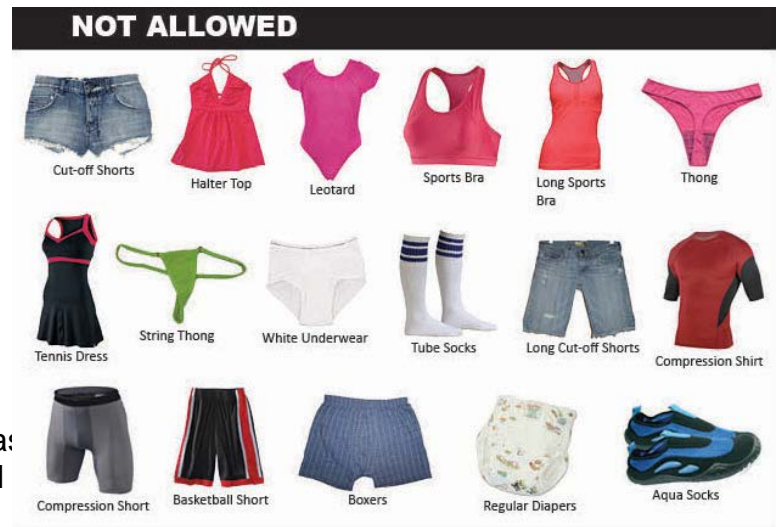 NOT ALLOWED
Cut-off Shorts
Halter Top
Leotard
Sports Bra
Long Sports
Bra
Thong
Tennis Dress
String Thong
White Underwear
Tube Socks
Long Cut-off Shorts
Compression Shirt
Compression Short
Basketball Short
Boxers
Regular Diapers
Aqua Socks